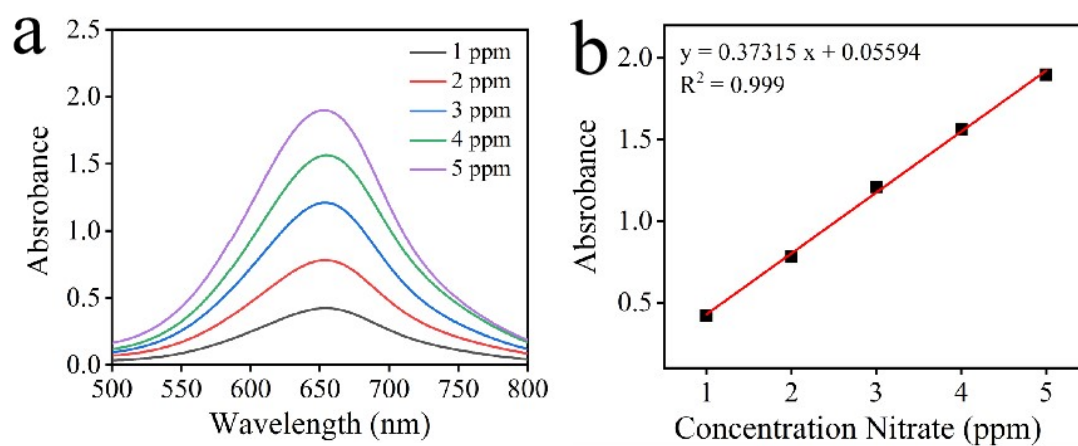 a
2.5
2.0
1.5
1.0
0.5
0.0
Absrobance
500 550 600 650 700 750 800
Wavelength (nm)
1 ppm
2 ppm
3 ppm
4 ppm
5 ppm
b
y = 0.37315 x + 0.05594
R² = 0.999
2.0
1.5
1.0
0.5
Absrobance
1 2 3 4 5
Concentration Nitrate (ppm)